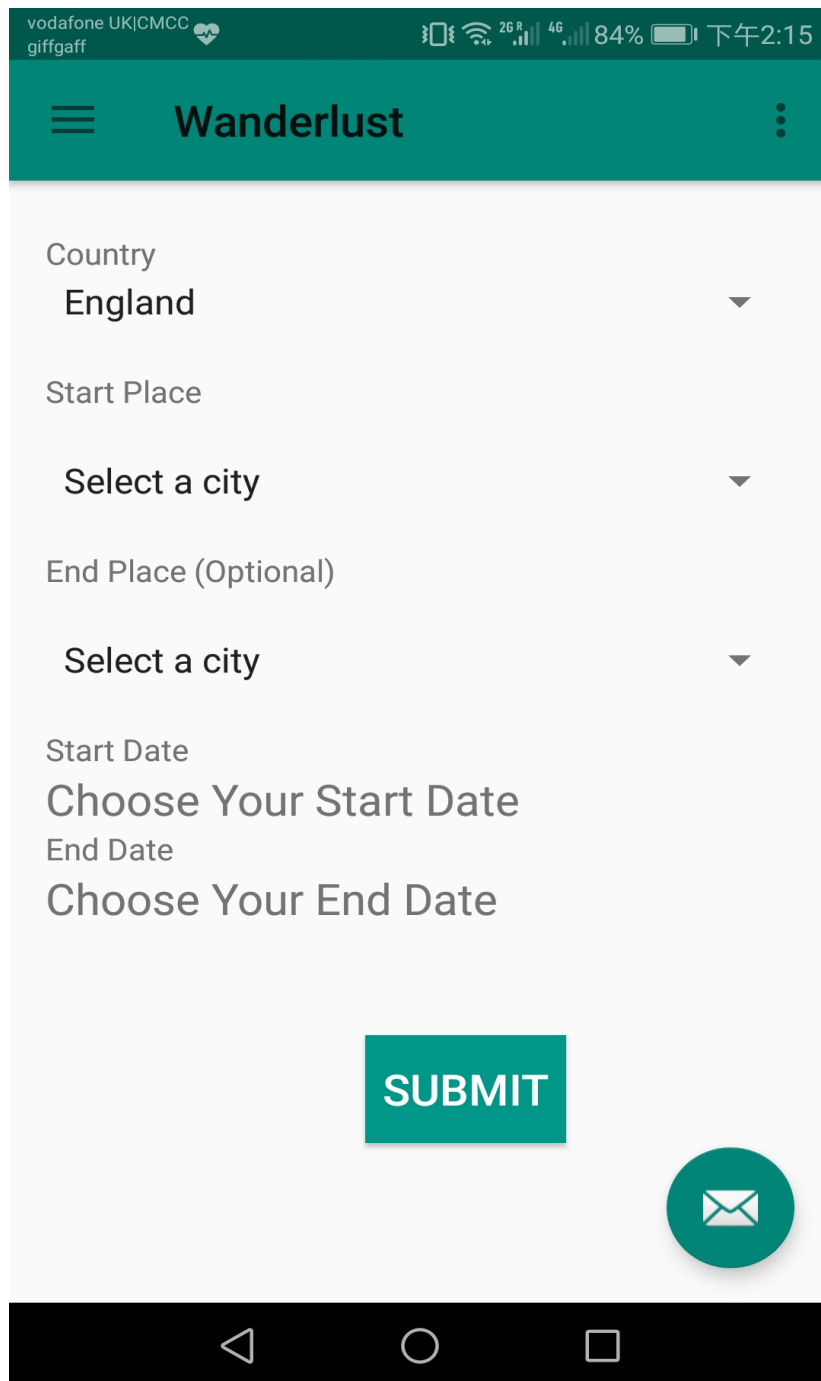 vodafone UK|CMCC
giffgaff
2G R 4G 84% 下午2:15
Wanderlust
Country
England
Start Place
Select a city
End Place (Optional)
Select a city
Start Date
Choose Your Start Date
End Date
Choose Your End Date
SUBMIT